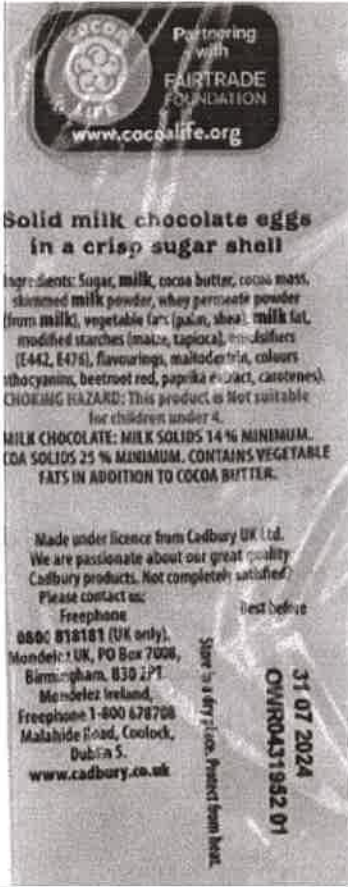 COCOA
LIFE
Partnering
with
FAIRTRADE
FOUNDATION
www.cocoalife.org
Solid milk chocolate eggs
in a crisp sugar shell
Ingredients: Sugar, milk, cocoa butter, cocoa mass,
skimmed milk powder, whey permeate powder
(from milk), vegetable fats (palm, shea), milk fat,
modified starches (maize, tapioca), emulsifiers
(E442, E476), flavourings, maltodextrin, colours
thocyanins, beetroot red, paprika extract, carotenes).
CHOKING HAZARD: This product is Not suitable
for children under 4.
MILK CHOCOLATE: MILK SOLIDS 14 % MINIMUM.
COA SOLIDS 25 % MINIMUM. CONTAINS VEGETABLE
FATS IN ADDITION TO COCOA BUTTER.
Made under licence from Cadbury UK Ltd.
We are passionate about our great quality
Cadbury products. Not completely satisfied?
Please contact us:
Freephone
0800 818181 (UK only).
Mondelez UK, PO Box 7008,
Birmingham, B30 2PT.
Mondelez Ireland,
Freephone 1-800 678708
Malahide Road, Coolock,
Dublin 5.
www.cadbury.co.uk
Store in a dry place. Protect from heat.
Best before
31 07 2024
OWR0431952 01